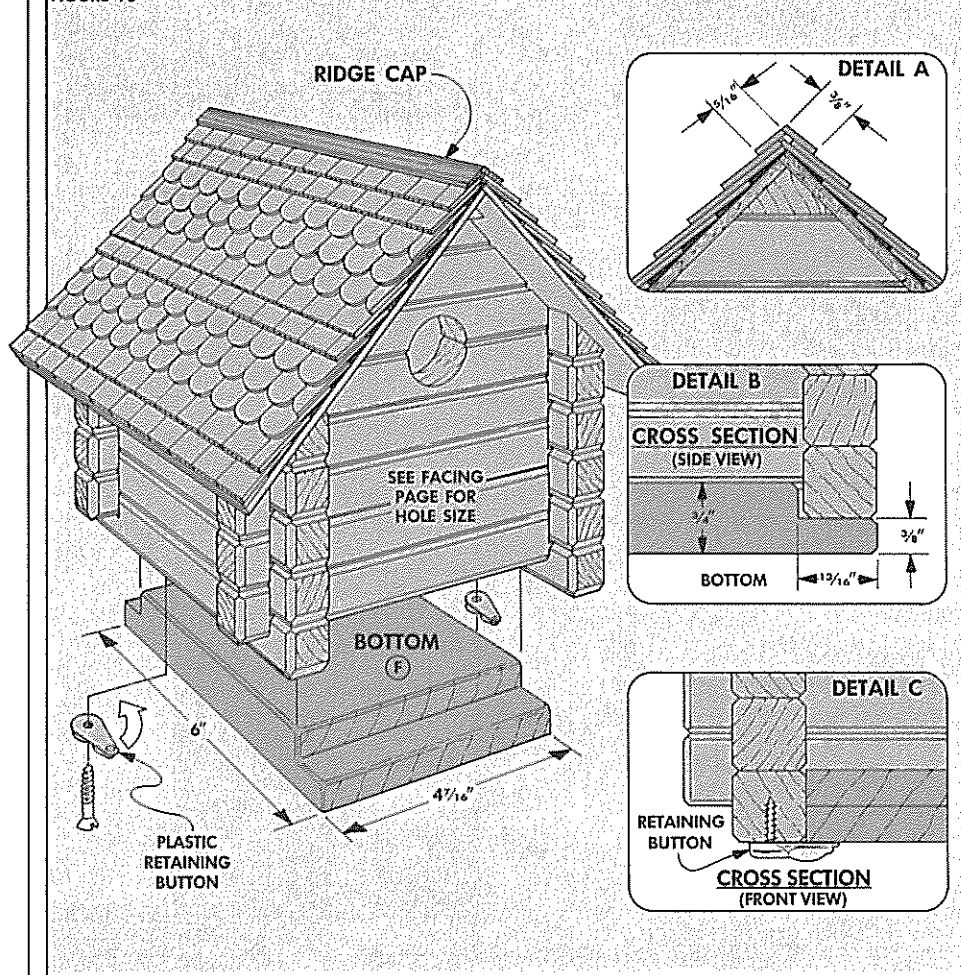 RIDGE CAP
DETAIL A
5/16"
3/8"
DETAIL B
CROSS SECTION
(SIDE VIEW)
3/4"
3/8"
BOTTOM
13/16"
SEE FACING
PAGE FOR
HOLE SIZE
BOTTOM
F
6"
4 7/16"
PLASTIC
RETAINING
BUTTON
DETAIL C
RETAINING
BUTTON
CROSS SECTION
(FRONT VIEW)